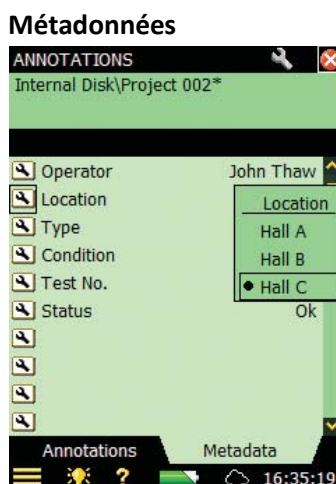 Métadonnées
ANNOTATIONS
Internal Disk\Project 002*
Operator John Thaw
Location
Location
Type Hall A
Condition Hall B
Test No. Hall C
Status Ok
Annotations Metadata
? 16:35:19